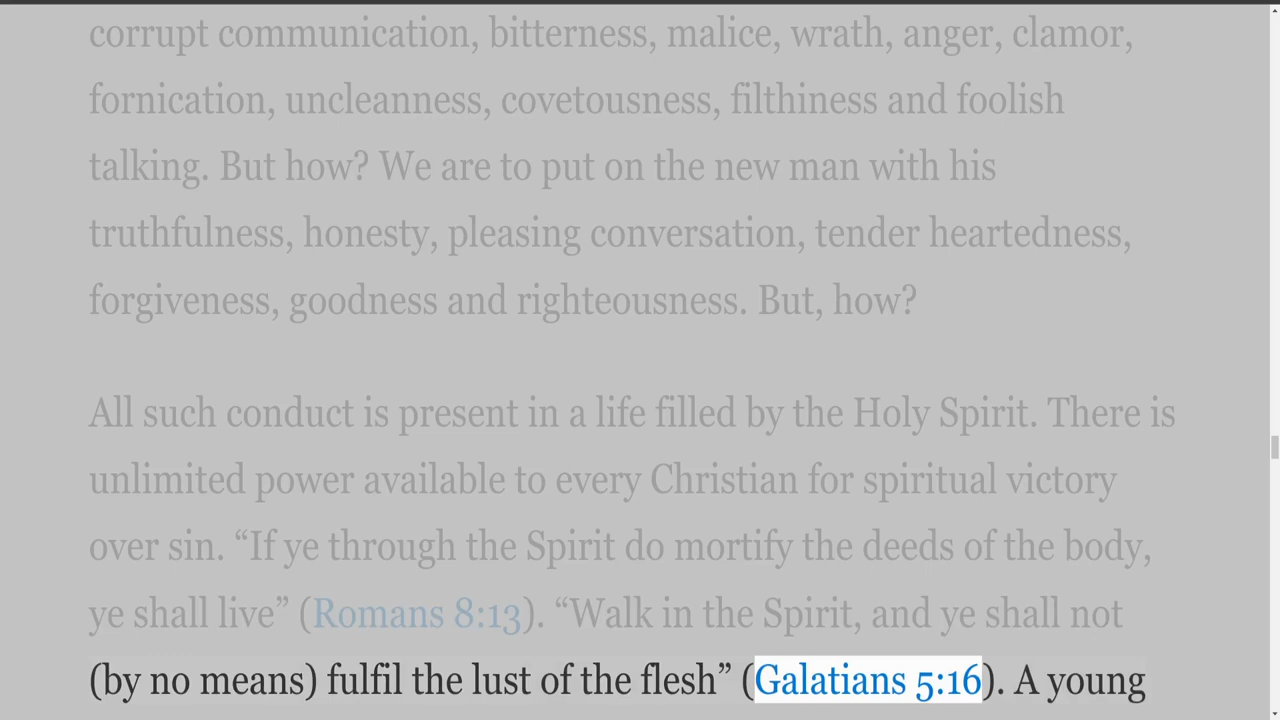 corrupt communication, bitterness, malice, wrath, anger, clamor,
fornication, uncleanness, covetousness, filthiness and foolish
talking. But how? We are to put on the new man with his
truthfulness, honesty, pleasing conversation, tender heartedness,
forgiveness, goodness and righteousness. But, how?
All such conduct is present in a life filled by the Holy Spirit. There is
unlimited power available to every Christian for spiritual victory
over sin. “If ye through the Spirit do mortify the deeds of the body,
ye shall live” (Romans 8:13). “Walk in the Spirit, and ye shall not
(by no means) fulfil the lust of the flesh” (Galatians 5:16). A young